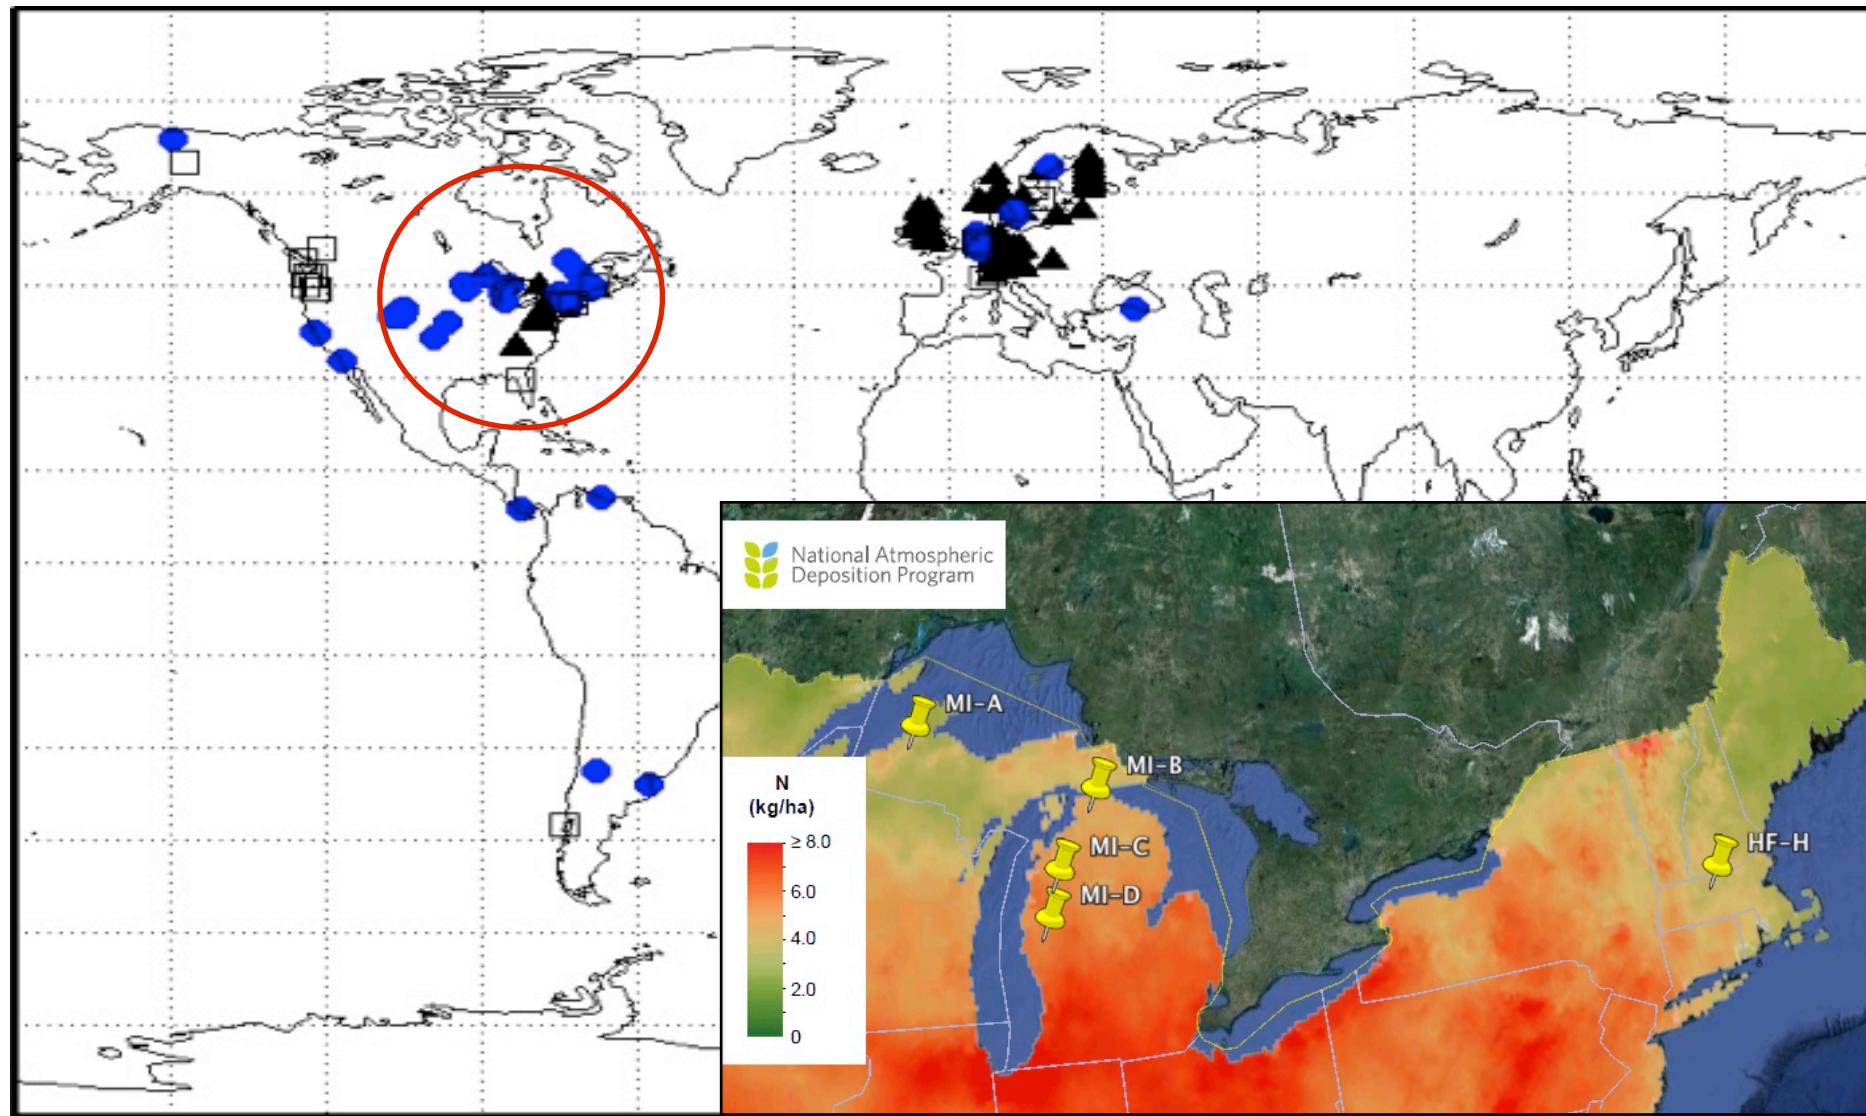 National Atmospheric
Deposition Program
MI-A
MI-B
MI-C
MI-D
HF-H
N
(kg/ha)
≥ 8.0
6.0
4.0
2.0
0